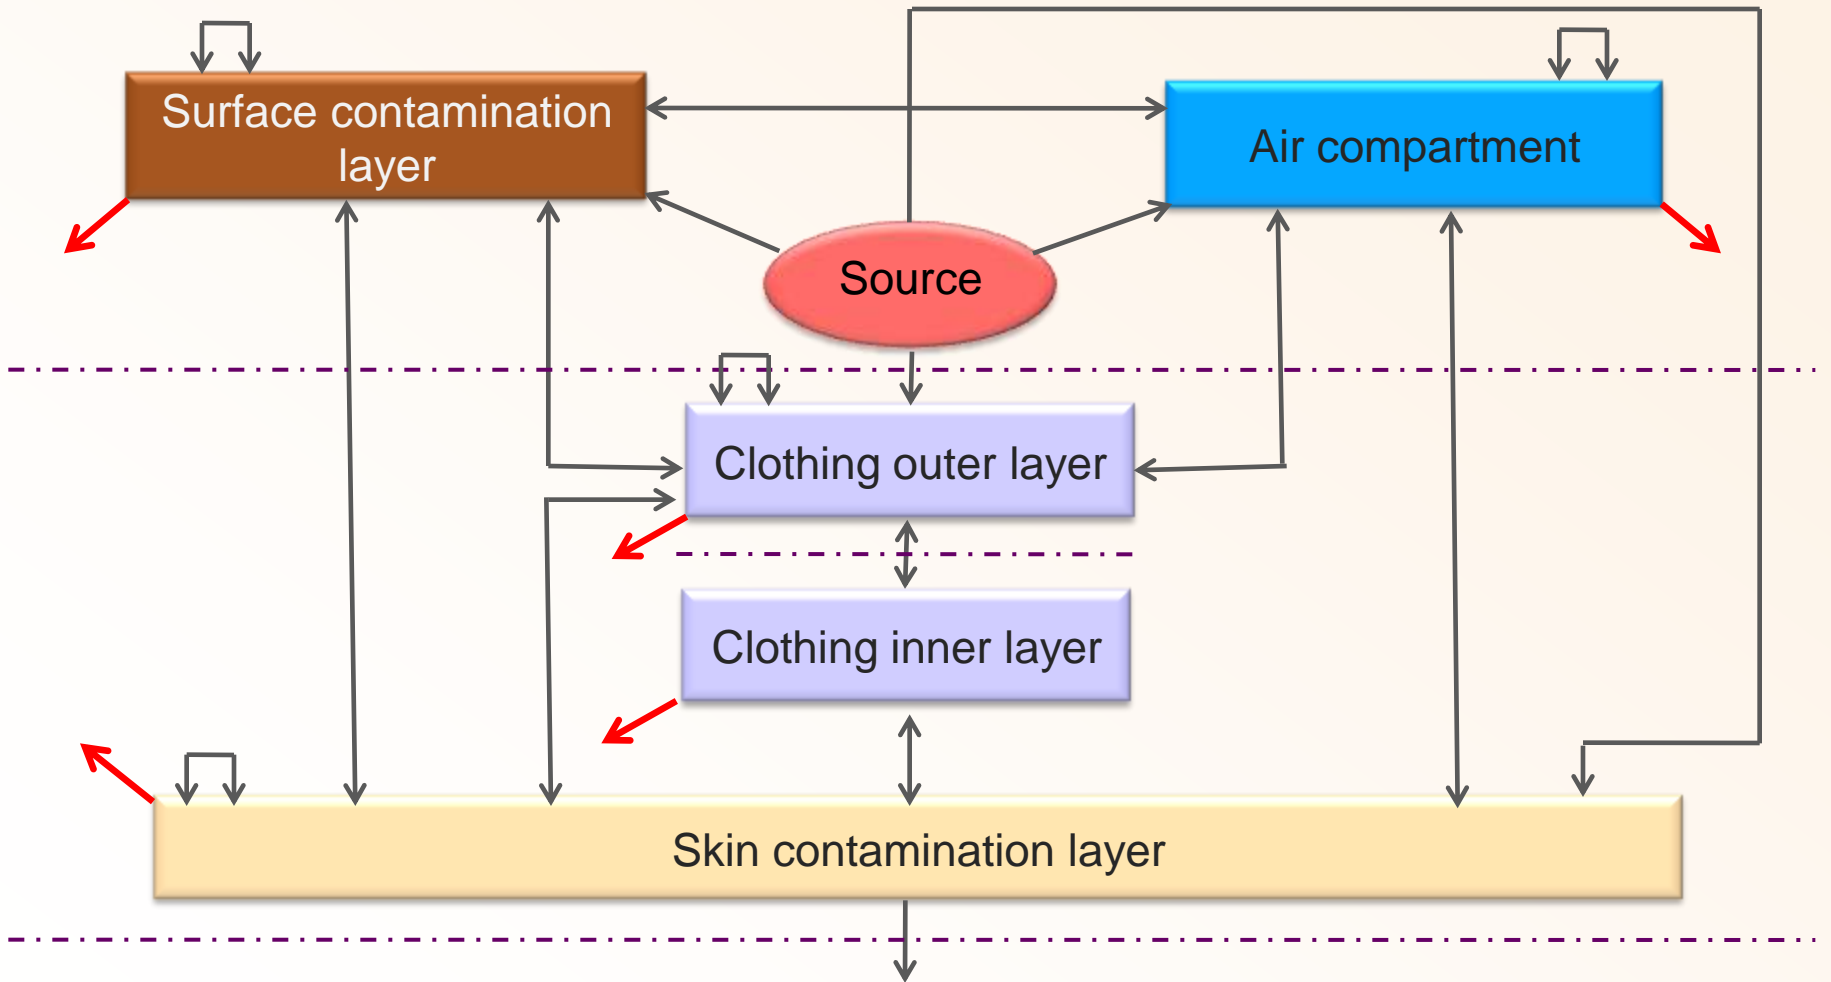 Surface contamination
layer
Air compartment
Source
Clothing outer layer
Clothing inner layer
Skin contamination layer